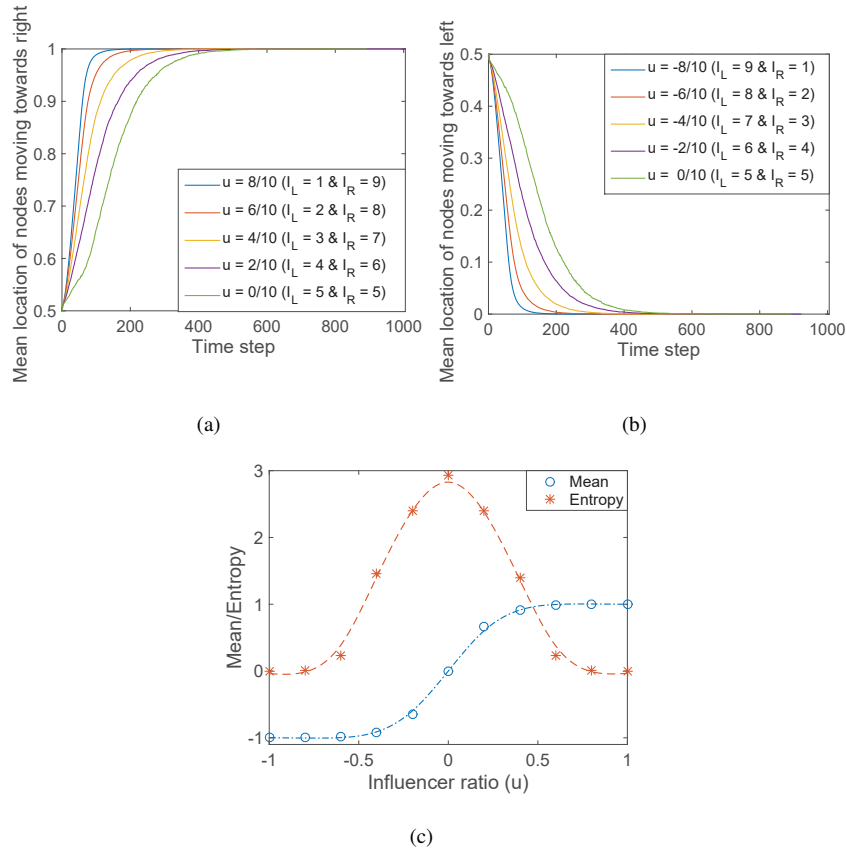 Mean location of nodes moving towards right
1
0.9
0.8
0.7
0.6
0.5
u = 8/10 (I_L = 1 & I_R = 9)
u = 6/10 (I_L = 2 & I_R = 8)
u = 4/10 (I_L = 3 & I_R = 7)
u = 2/10 (I_L = 4 & I_R = 6)
u = 0/10 (I_L = 5 & I_R = 5)
0 200 400 600 800 1000
Time step
(a)
Mean location of nodes moving towards left
0.5
0.4
0.3
0.2
0.1
0
u = -8/10 (I_L = 9 & I_R = 1)
u = -6/10 (I_L = 8 & I_R = 2)
u = -4/10 (I_L = 7 & I_R = 3)
u = -2/10 (I_L = 6 & I_R = 4)
u = 0/10 (I_L = 5 & I_R = 5)
0 200 400 600 800 1000
Time step
(b)
Mean/Entropy
3
2
1
0
-1
Mean
Entropy
-1 -0.5 0 0.5 1
Influencer ratio (u)
(c)